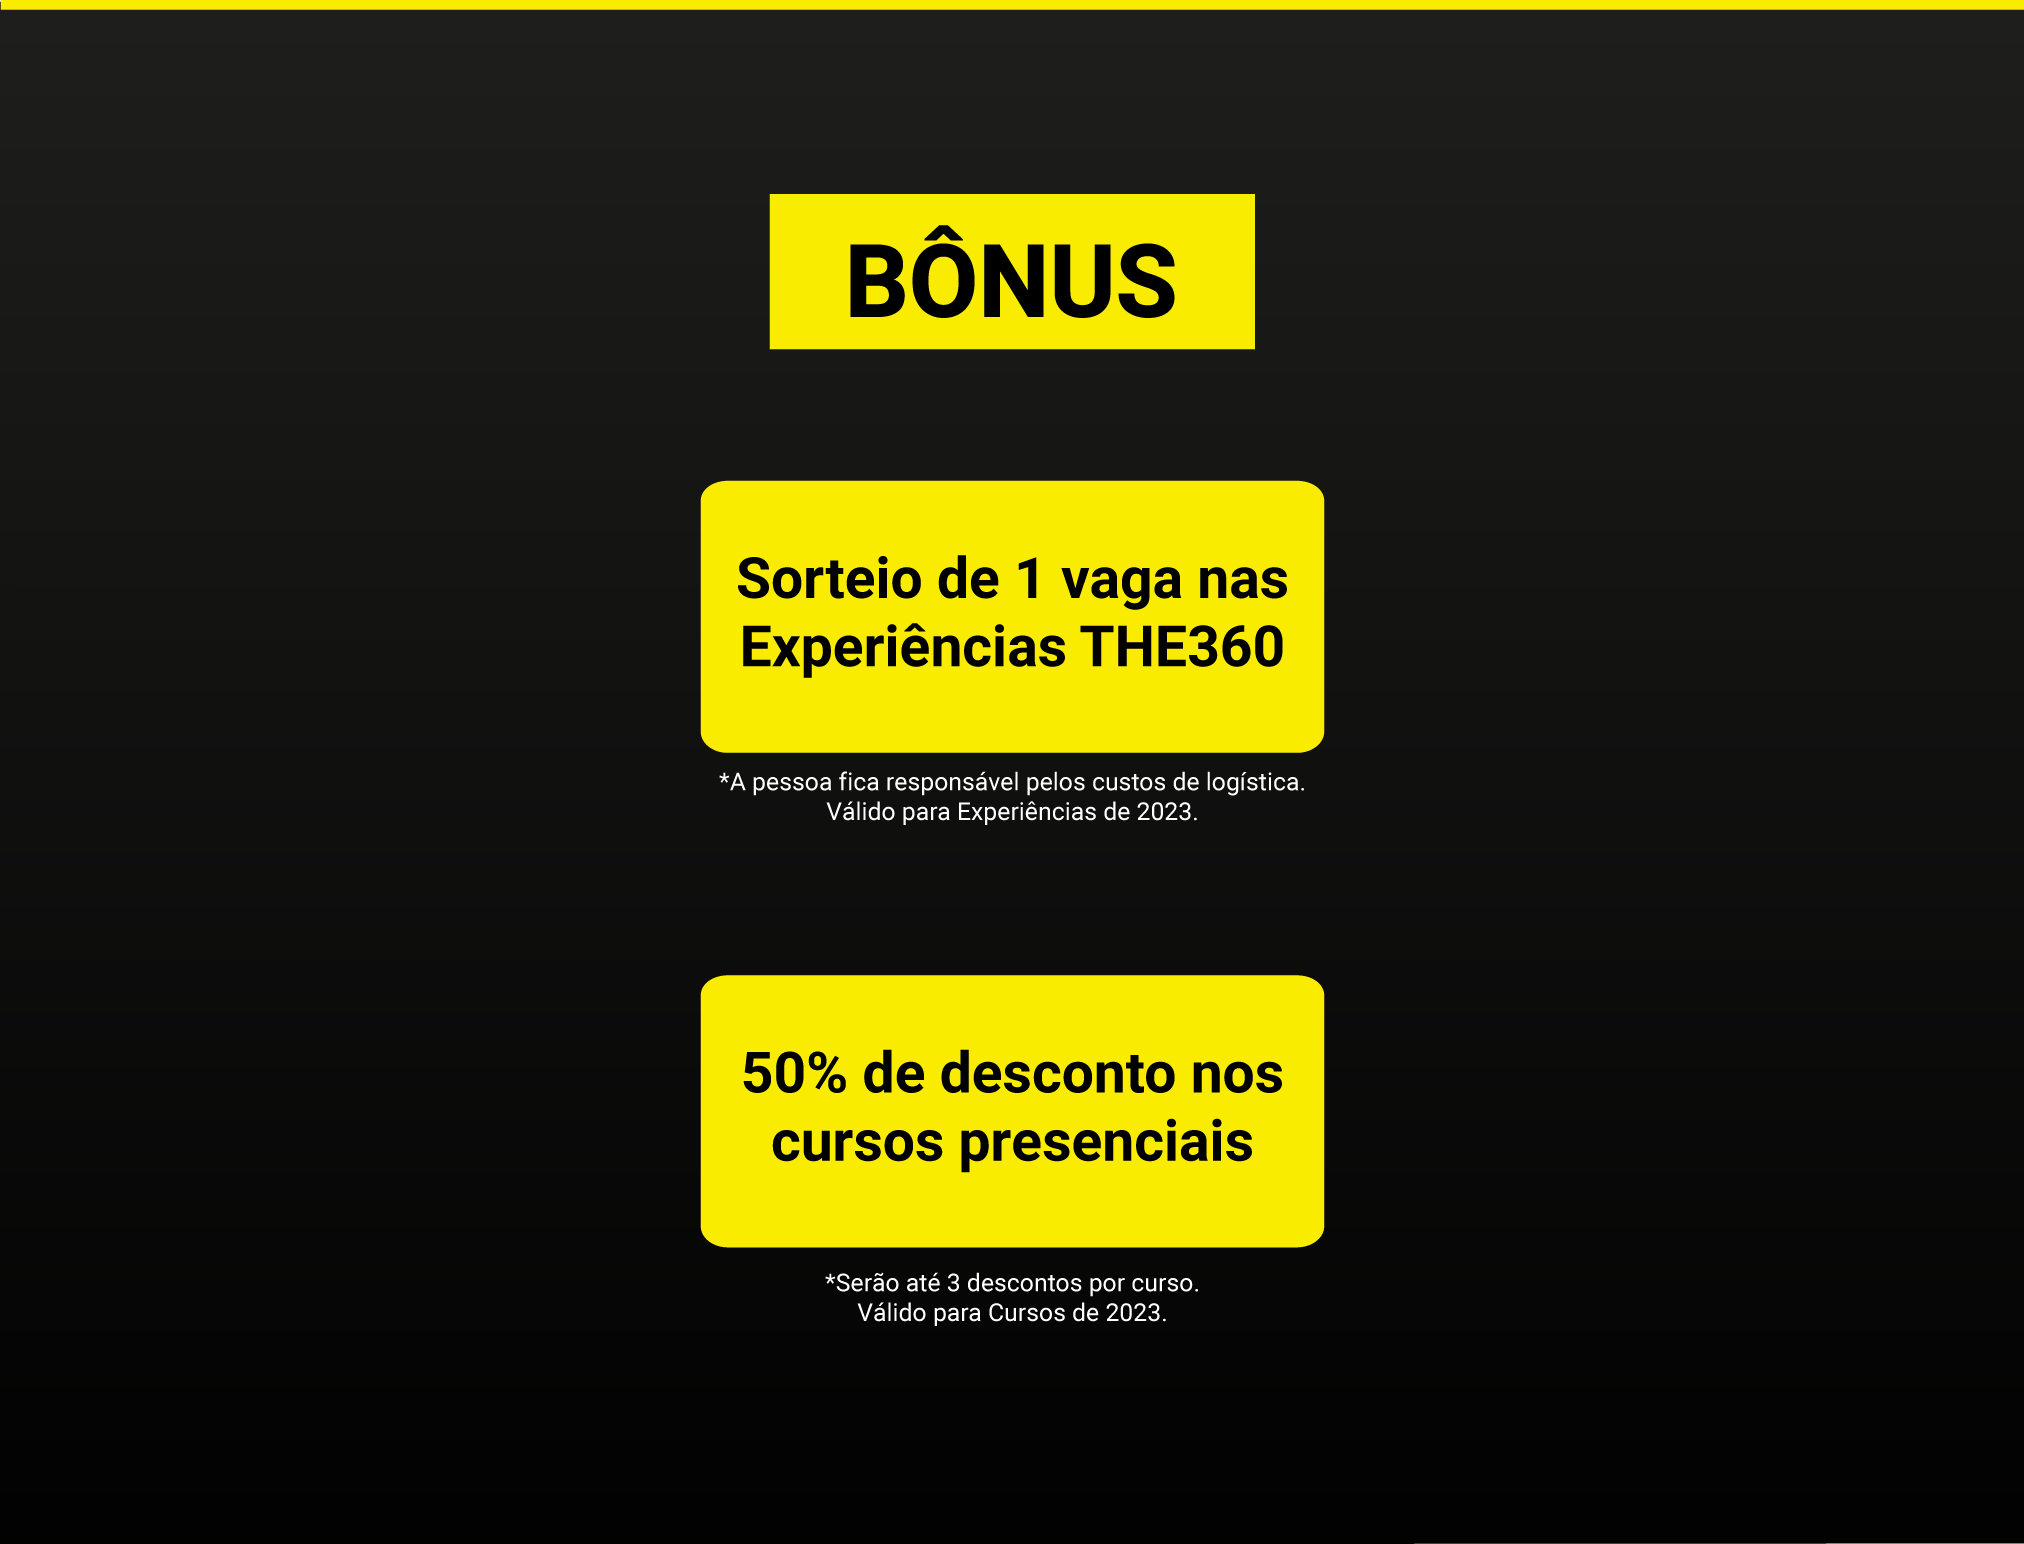 BÔNUS
Sorteio de 1 vaga nas
Experiências THE360
*A pessoa fica responsável pelos custos de logística.
Válido para Experiências de 2023.
50% de desconto nos
cursos presenciais
*Serão até 3 descontos por curso.
Válido para Cursos de 2023.